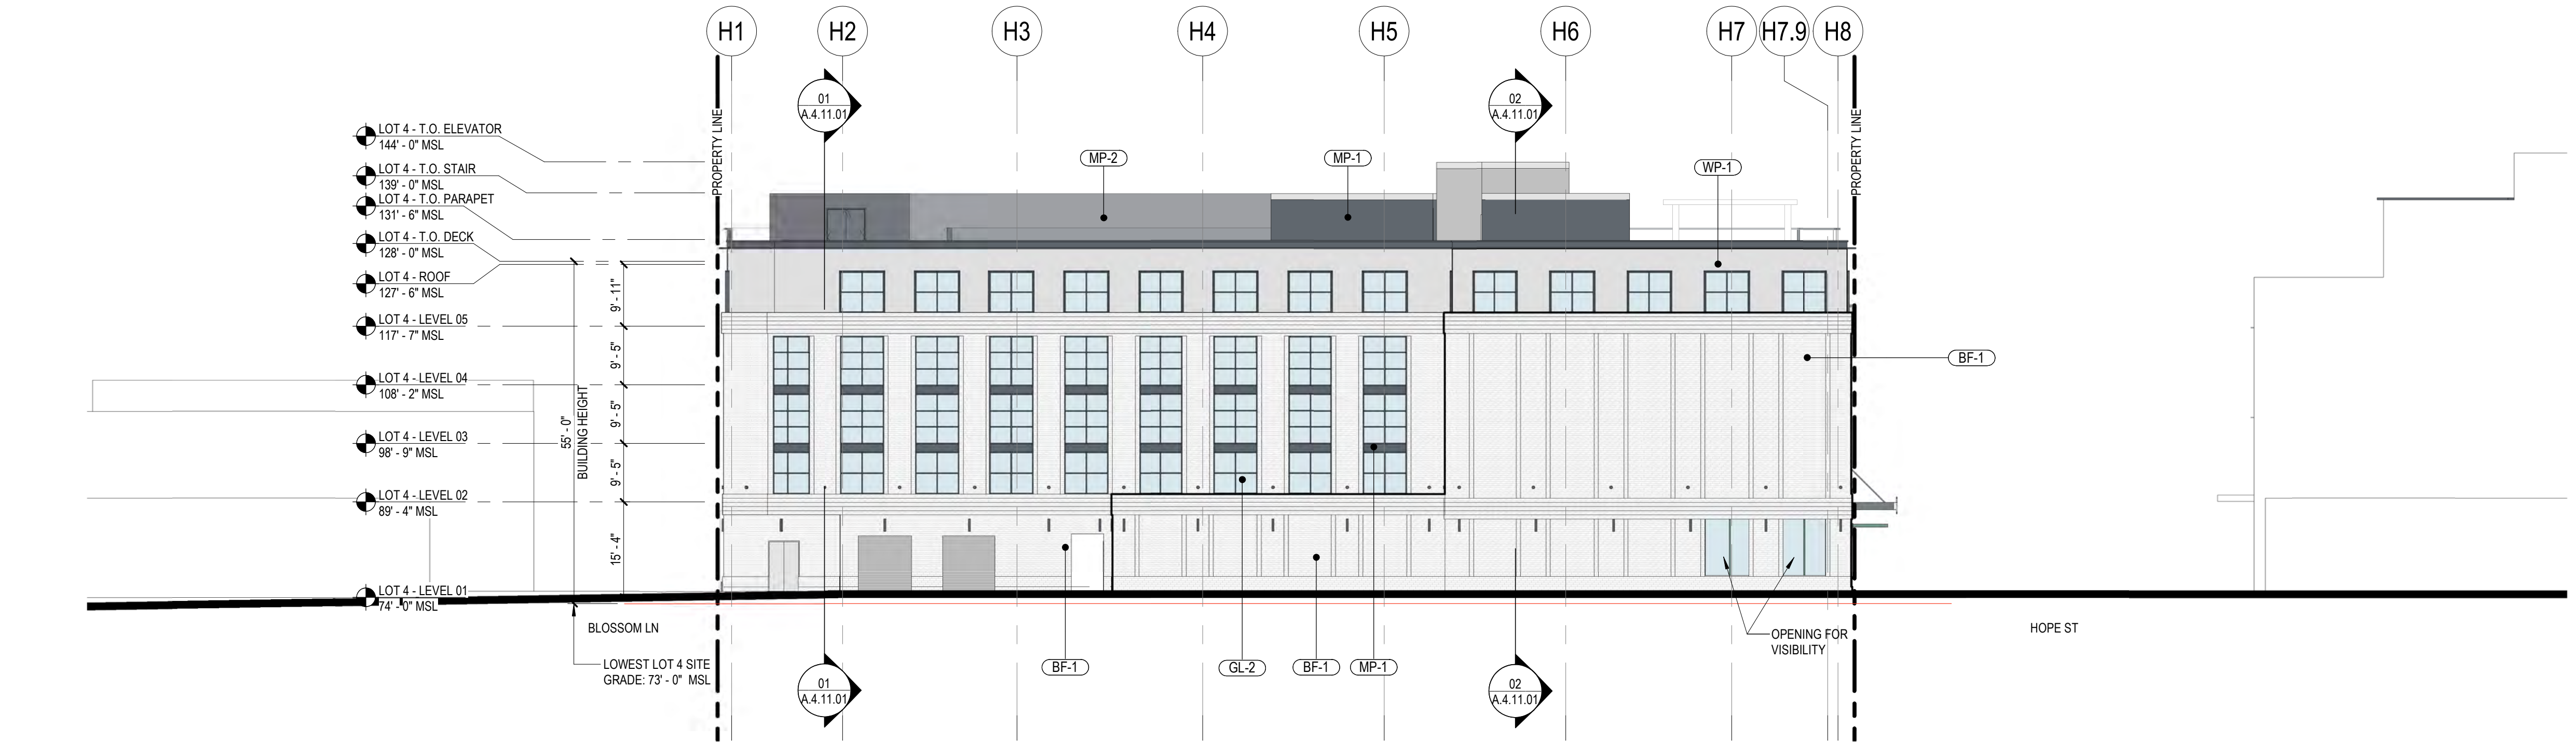 H1 H2 H3 H4 H5 H6 H7 H7.9 H8
01
A.4.11.01
02
A.4.11.01
PROPERTY LINE
PROPERTY LINE
LOT 4 - T.O. ELEVATOR
144' - 0" MSL
LOT 4 - T.O. STAIR
139' - 0" MSL
LOT 4 - T.O. PARAPET
131' - 6" MSL
LOT 4 - T.O. DECK
128' - 0" MSL
LOT 4 - ROOF
127' - 6" MSL
LOT 4 - LEVEL 05
117' - 7" MSL
LOT 4 - LEVEL 04
108' - 2" MSL
LOT 4 - LEVEL 03
98' - 9" MSL
LOT 4 - LEVEL 02
89' - 4" MSL
LOT 4 - LEVEL 01
74' - 0" MSL
55' - 0"
BUILDING HEIGHT
9' - 11"
9' - 5"
9' - 5"
9' - 5"
15' - 4"
MP-2
MP-1
WP-1
BF-1
BLOSSOM LN
HOPE ST
LOWEST LOT 4 SITE
GRADE: 73' - 0" MSL
BF-1
GL-2
BF-1
MP-1
OPENING FOR
VISIBILITY
01
A.4.11.01
02
A.4.11.01